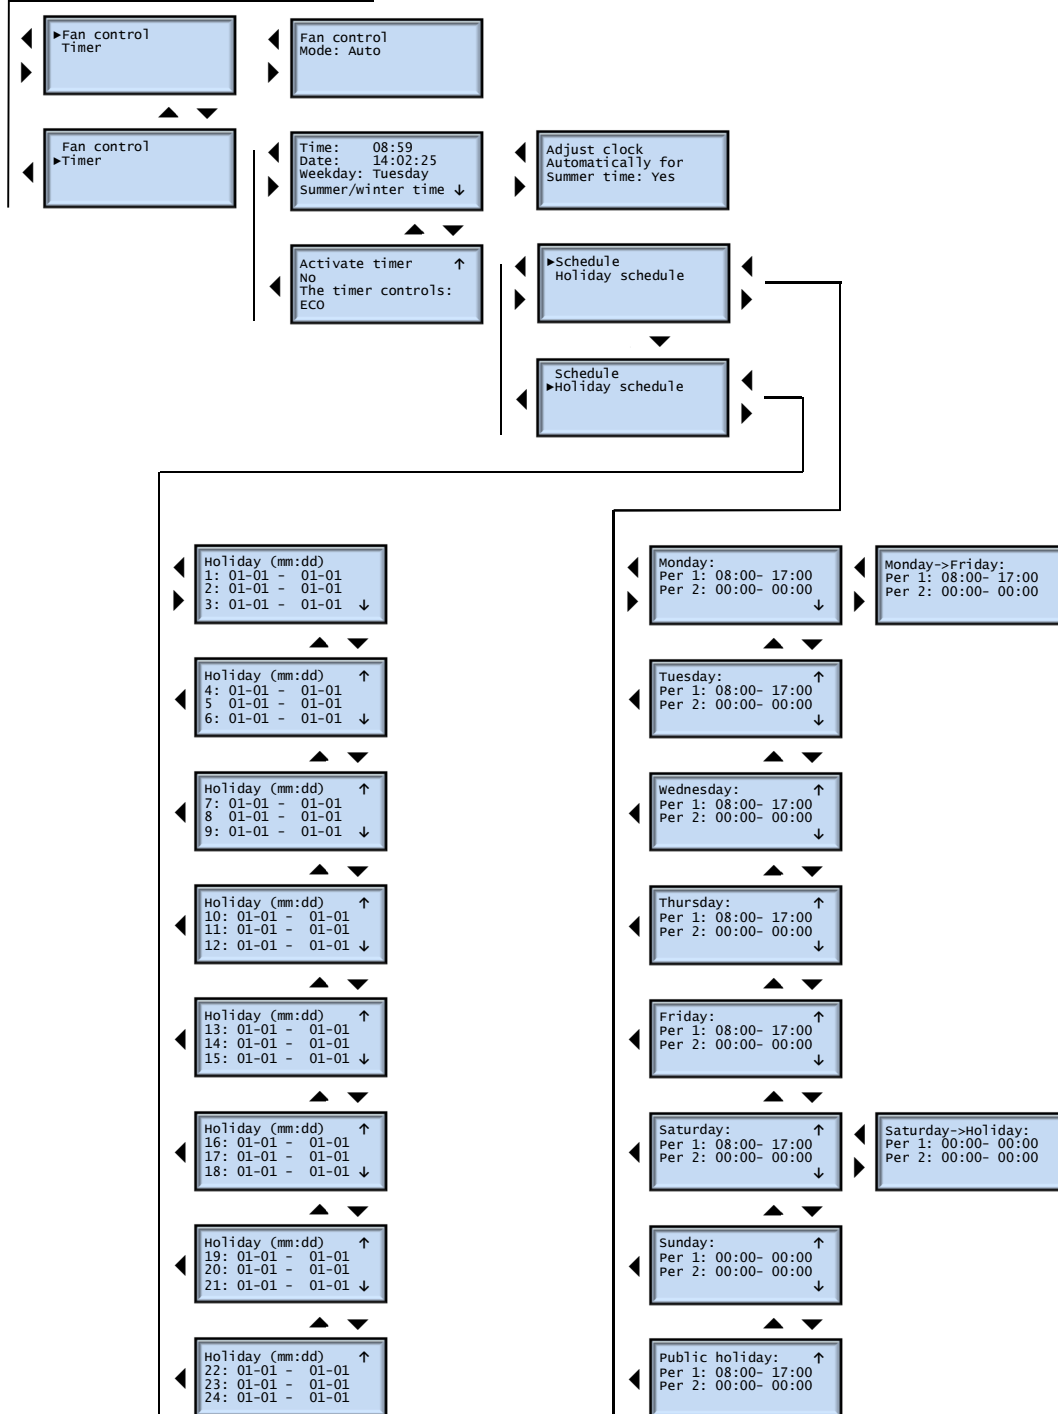 ►Fan control
Timer
Fan control
Mode: Auto
Fan control
►Timer
Time: 08:59
Date: 14:02:25
Weekday: Tuesday
Summer/winter time ↓
Adjust clock
Automatically for
Summer time: Yes
Activate timer ↑
No
The timer controls:
ECO
►Schedule
Holiday schedule
Schedule
►Holiday schedule
Holiday (mm:dd)
1: 01-01 - 01-01
2: 01-01 - 01-01
3: 01-01 - 01-01 ↓
Holiday (mm:dd) ↑
4: 01-01 - 01-01
5 01-01 - 01-01
6: 01-01 - 01-01 ↓
Holiday (mm:dd) ↑
7: 01-01 - 01-01
8 01-01 - 01-01
9: 01-01 - 01-01 ↓
Holiday (mm:dd) ↑
10: 01-01 - 01-01
11: 01-01 - 01-01
12: 01-01 - 01-01 ↓
Holiday (mm:dd) ↑
13: 01-01 - 01-01
14: 01-01 - 01-01
15: 01-01 - 01-01 ↓
Holiday (mm:dd) ↑
16: 01-01 - 01-01
17: 01-01 - 01-01
18: 01-01 - 01-01 ↓
Holiday (mm:dd) ↑
19: 01-01 - 01-01
20: 01-01 - 01-01
21: 01-01 - 01-01 ↓
Holiday (mm:dd) ↑
22: 01-01 - 01-01
23: 01-01 - 01-01
24: 01-01 - 01-01
Monday:
Per 1: 08:00- 17:00
Per 2: 00:00- 00:00
↓
Monday->Friday:
Per 1: 08:00- 17:00
Per 2: 00:00- 00:00
Tuesday: ↑
Per 1: 08:00- 17:00
Per 2: 00:00- 00:00
↓
Wednesday: ↑
Per 1: 08:00- 17:00
Per 2: 00:00- 00:00
↓
Thursday: ↑
Per 1: 08:00- 17:00
Per 2: 00:00- 00:00
↓
Friday: ↑
Per 1: 08:00- 17:00
Per 2: 00:00- 00:00
↓
Saturday: ↑
Per 1: 08:00- 17:00
Per 2: 00:00- 00:00
↓
Saturday->Holiday:
Per 1: 00:00- 00:00
Per 2: 00:00- 00:00
Sunday: ↑
Per 1: 00:00- 00:00
Per 2: 00:00- 00:00
↓
Public holiday: ↑
Per 1: 08:00- 17:00
Per 2: 00:00- 00:00